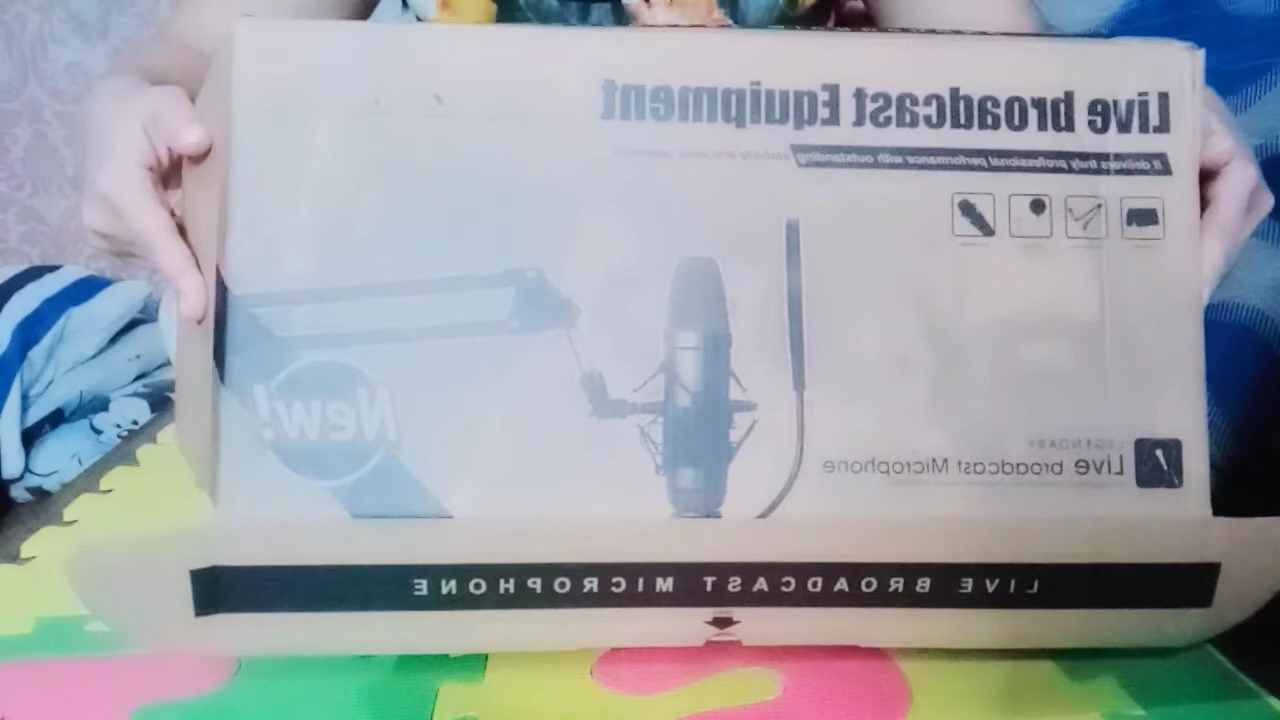 Live broadcast Equipment
It delivers truly professional performance with outstanding
New!
LEGENDARY
Live broadcast Microphone
LIVE BROADCAST MICROPHONE